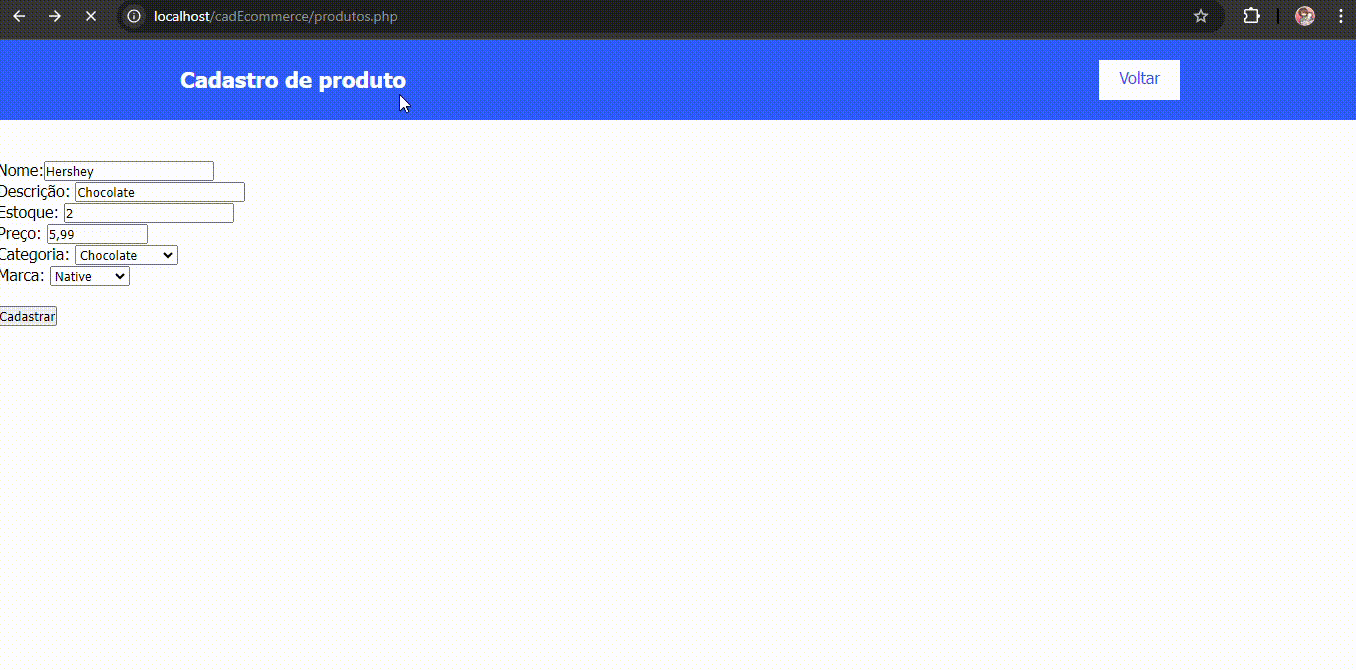 localhost/cadEcommerce/produtos.php
Cadastro de produto
Voltar
Nome: Hershey
Descrição: Chocolate
Estoque: 2
Preço: 5,99
Categoria: Chocolate
Marca: Native
Cadastrar